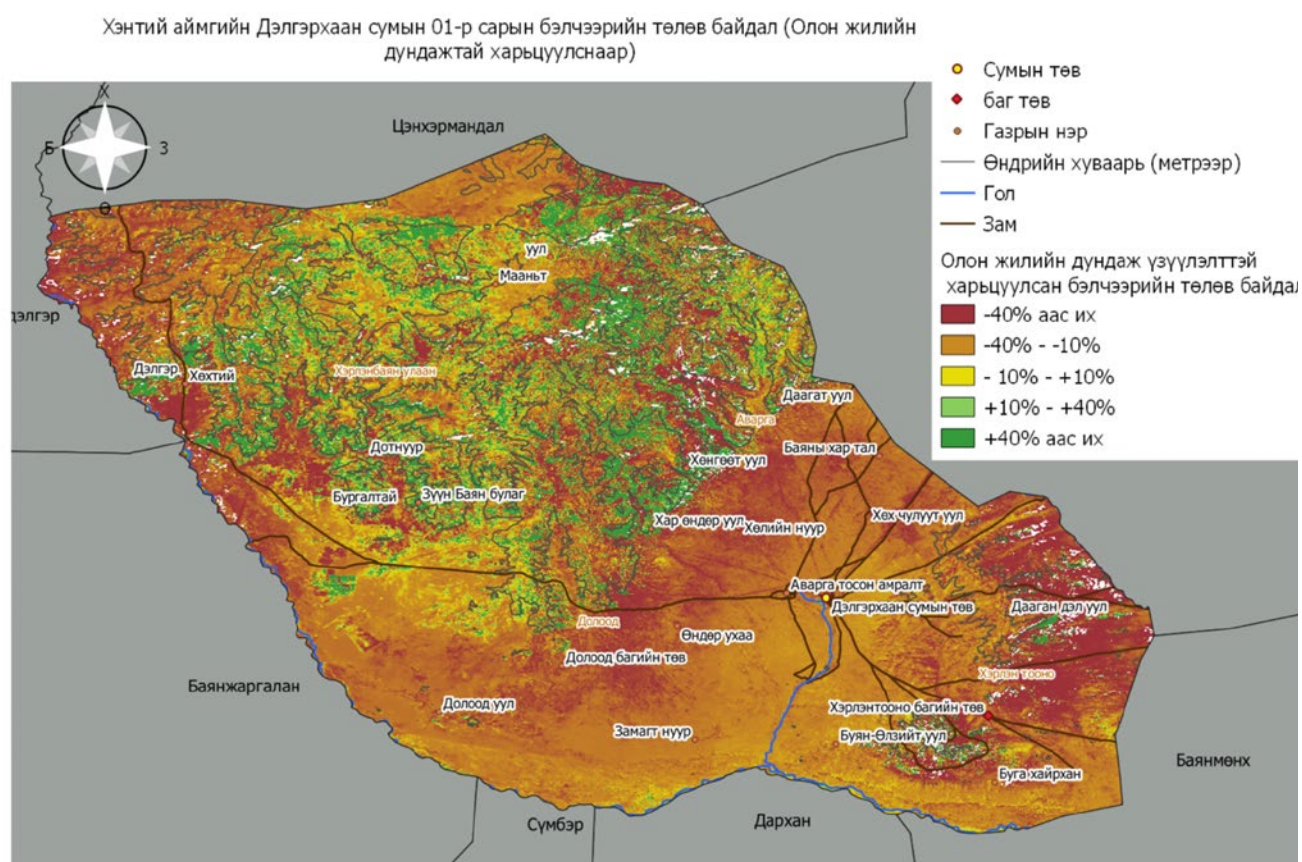 Хэнтий аймгийн Дэлгэрхаан сумын 01-р сарын бэлчээрийн төлөв байдал (Олон жилийн
дундажтай харьцуулснаар)
Сумын төв
баг төв
Газрын нэр
Өндрийн хуваарь (метрээр)
Гол
Зам
Олон жилийн дундаж үзүүлэлттэй
харьцуулсан бэлчээрийн төлөв байдал
-40% аас их
-40% - -10%
- 10% - +10%
+10% - +40%
+40% аас их
Х
Б
З
Ө
Цэнхэрмандал
уул
Мааньт
дэлгэр
Дэлгэр
Хөхтий
Хэрлэнбаян улаан
Даагат уул
Аварга
Дотнуур
Хөнгөөт уул
Баяны хар тал
Бургалтай
Зүүн Баян булаг
Хар өндөр уул
Хөлийн нуур
Хөх чулуут уул
Аварга тосон амралт
Дэлгэрхаан сумын төв
Дааган дэл уул
Долоод
Өндөр ухаа
Долоод багийн төв
Хэрлэн тооно
Баянжаргалан
Долоод уул
Хэрлэнтооно багийн төв
Замагт нуур
Буян-Өлзийт уул
Буга хайрхан
Баянмөнх
Сүмбэр
Дархан